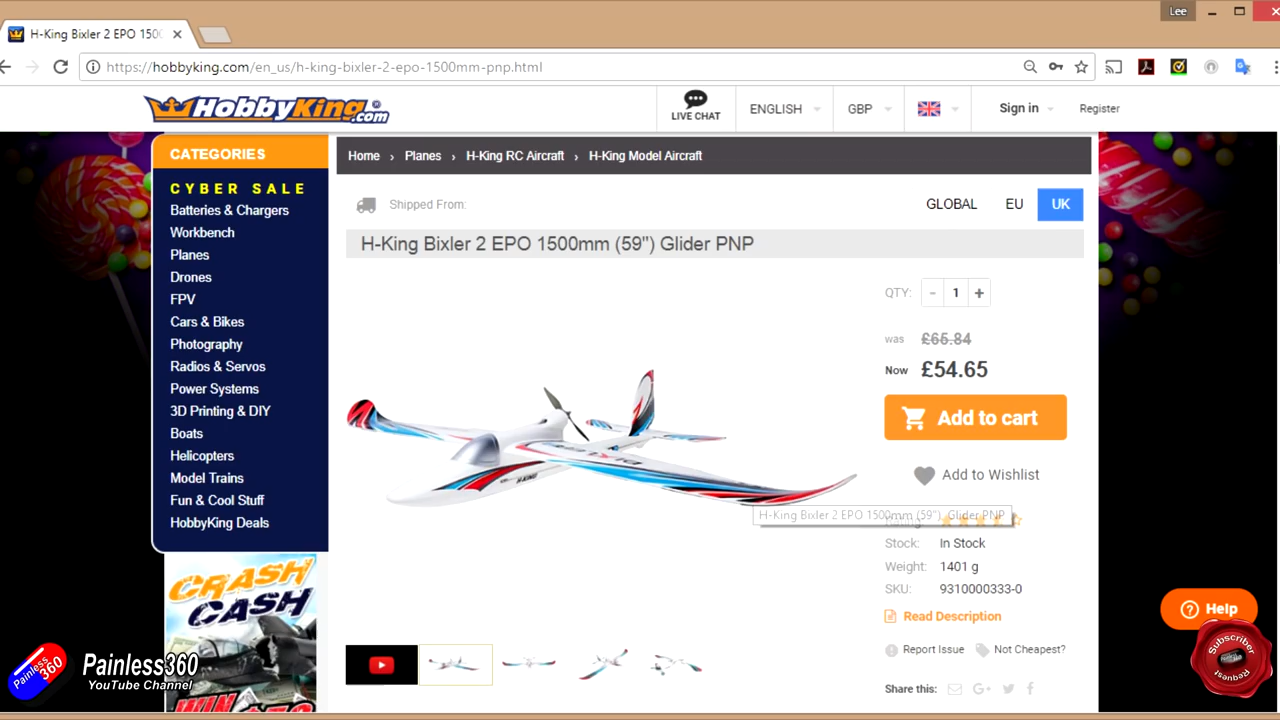 Lee
H-King Bixler 2 EPO 150
https://hobbyking.com/en_us/h-king-bixler-2-epo-1500mm-pnp.html
HobbyKing.com
LIVE CHAT
ENGLISH
GBP
Sign in
Register
CATEGORIES
CYBER SALE
Batteries & Chargers
Workbench
Planes
Drones
FPV
Cars & Bikes
Photography
Radios & Servos
Power Systems
3D Printing & DIY
Boats
Helicopters
Model Trains
Fun & Cool Stuff
HobbyKing Deals
CRASH
CASH
Home › Planes › H-King RC Aircraft › H-King Model Aircraft
Shipped From:
GLOBAL EU UK
H-King Bixler 2 EPO 1500mm (59") Glider PNP
QTY: - 1 +
was £65.84
Now £54.65
Add to cart
Add to Wishlist
H-King Bixler 2 EPO 1500mm (59") Glider PNP
Stock: In Stock
Weight: 1401 g
SKU: 9310000333-0
Read Description
Report Issue
Not Cheapest?
Share this:
Help
Painless360
Painless360
YouTube Channel
Subscriber
Request